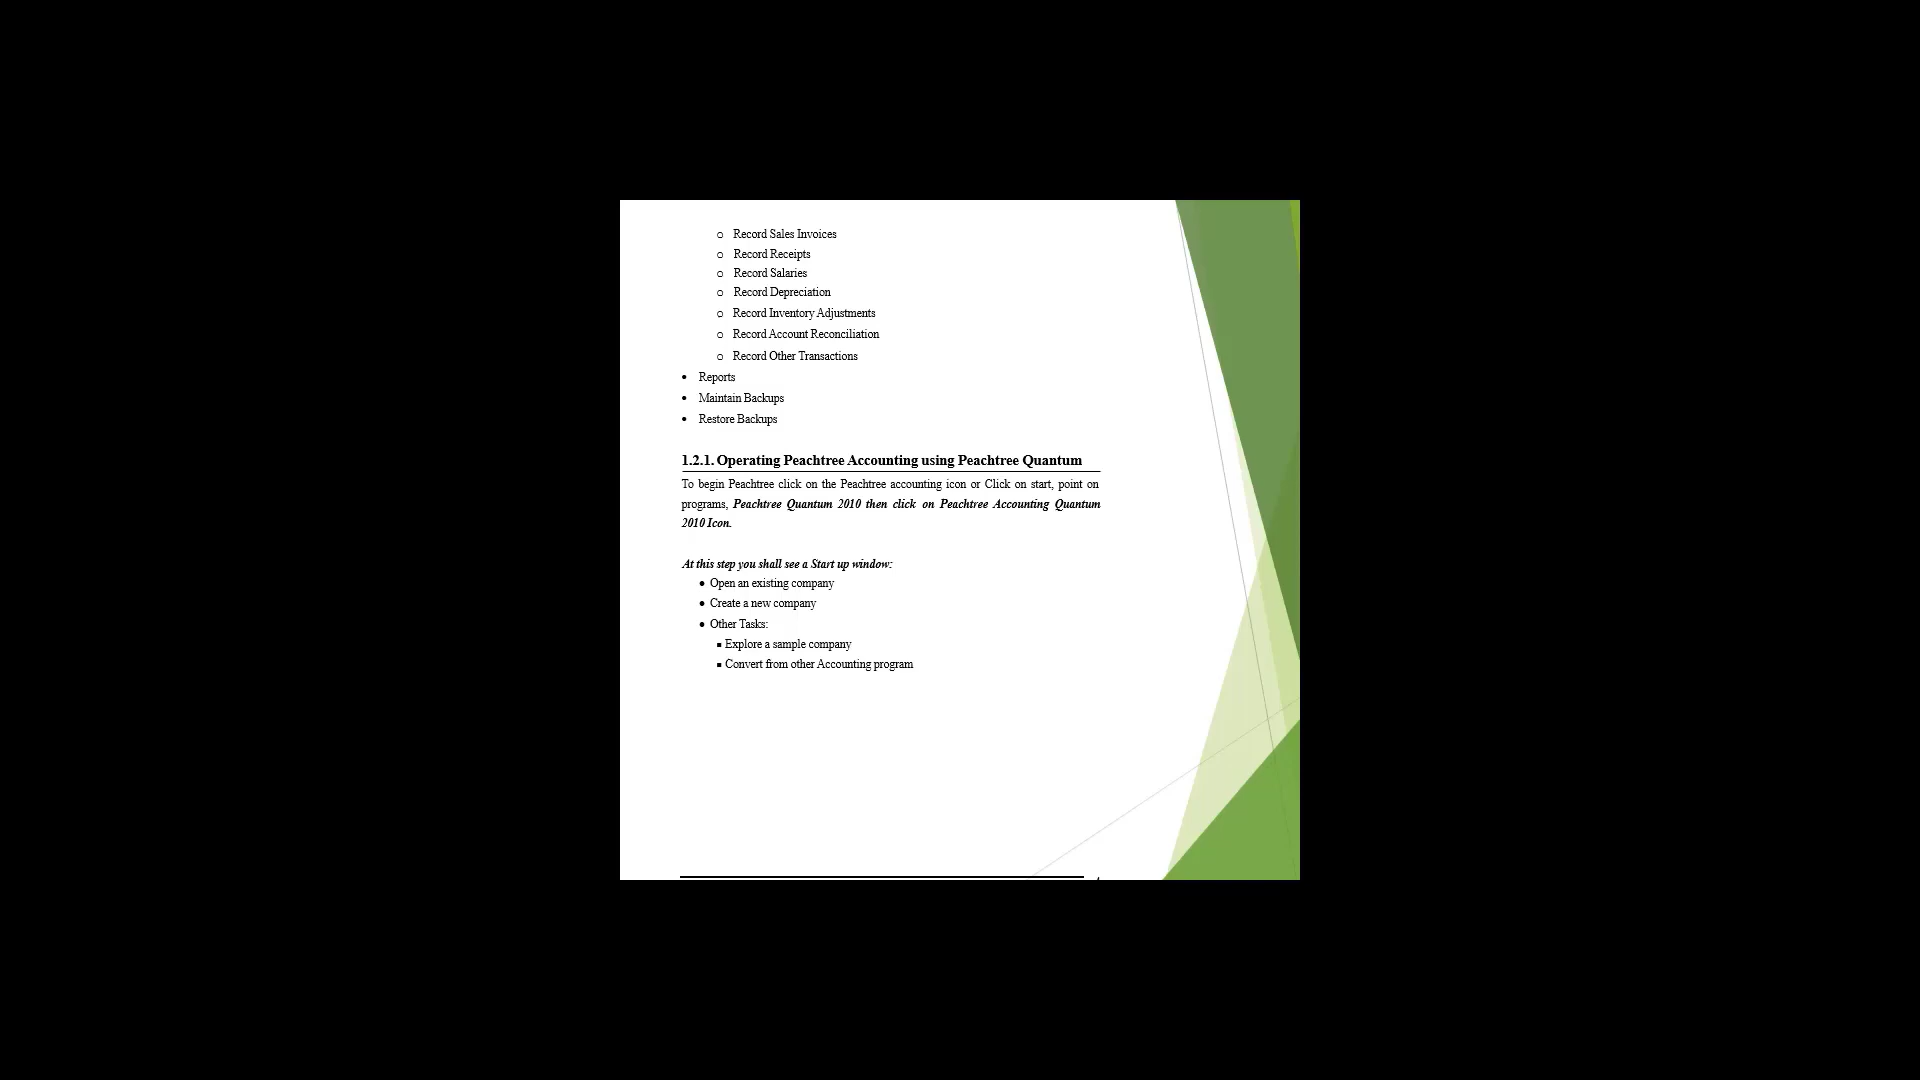 o Record Sales Invoices
o Record Receipts
o Record Salaries
o Record Depreciation
o Record Inventory Adjustments
o Record Account Reconciliation
o Record Other Transactions
• Reports
• Maintain Backups
• Restore Backups
1.2.1. Operating Peachtree Accounting using Peachtree Quantum
To begin Peachtree click on the Peachtree accounting icon or Click on start, point on
programs, Peachtree Quantum 2010 then click on Peachtree Accounting Quantum
2010 Icon.
At this step you shall see a Start up window:
• Open an existing company
• Create a new company
• Other Tasks:
▪ Explore a sample company
▪ Convert from other Accounting program